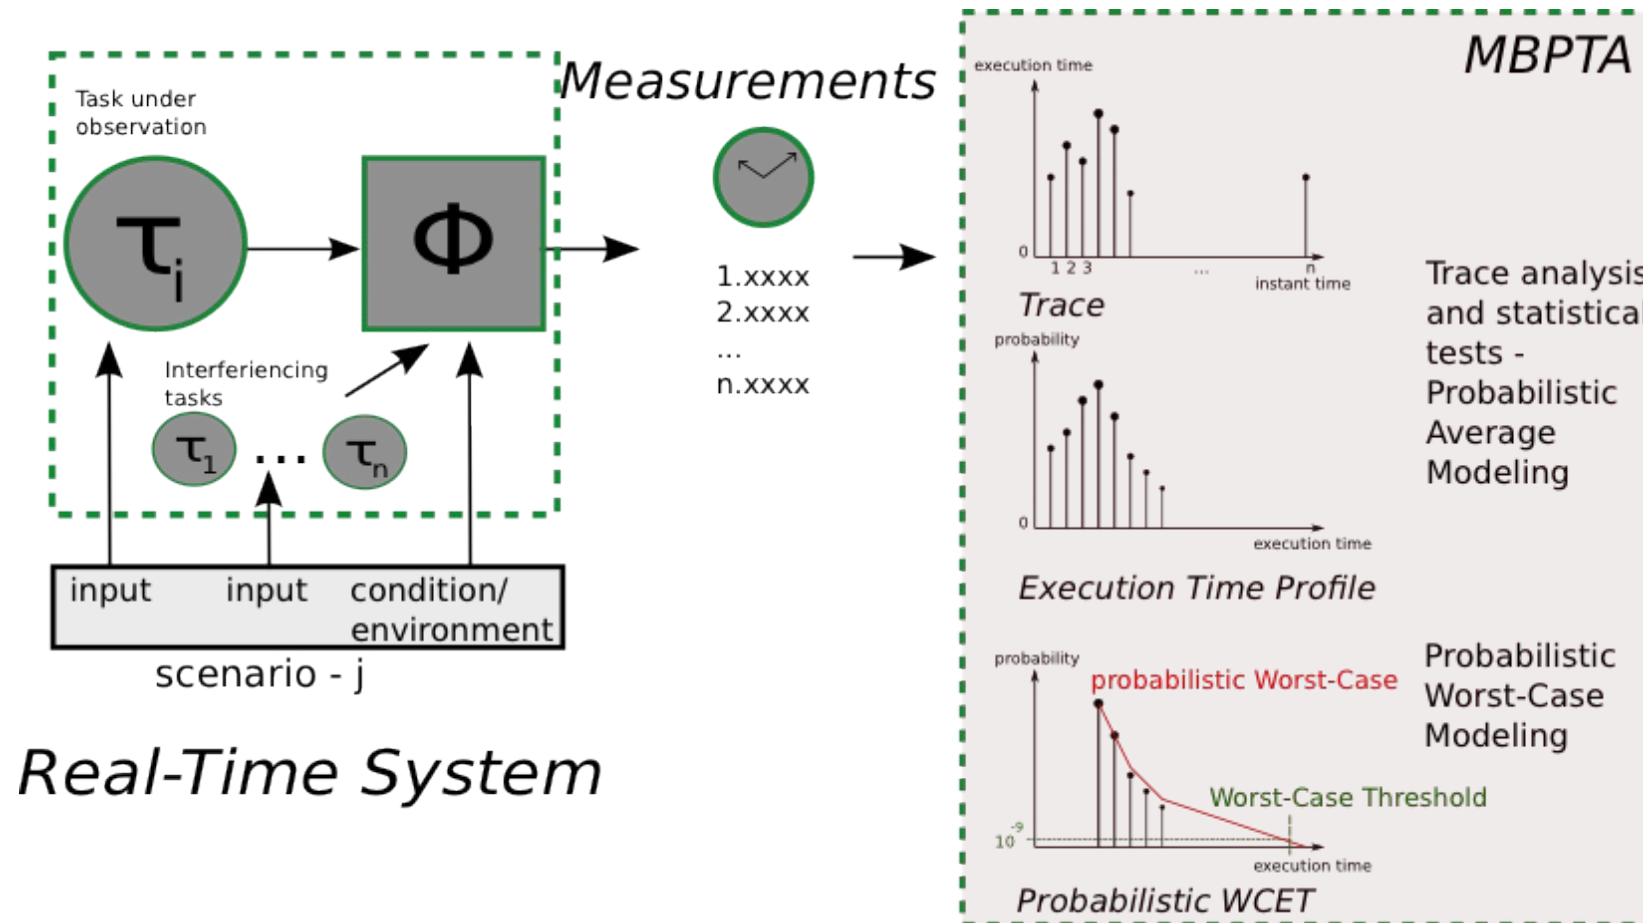 Task under
observation
τi
Φ
Interferiencing
tasks
τ1
...
τn
input
input
condition/
environment
scenario - j
Real-Time System
Measurements
1.xxxx
2.xxxx
...
n.xxxx
MBPTA
execution time
0
1 2 3 ... n
instant time
Trace
probability
0
execution time
Execution Time Profile
Trace analysis
and statistical
tests -
Probabilistic
Average
Modeling
probability
probabilistic Worst-Case
Worst-Case Threshold
10-9
execution time
Probabilistic WCET
Probabilistic
Worst-Case
Modeling